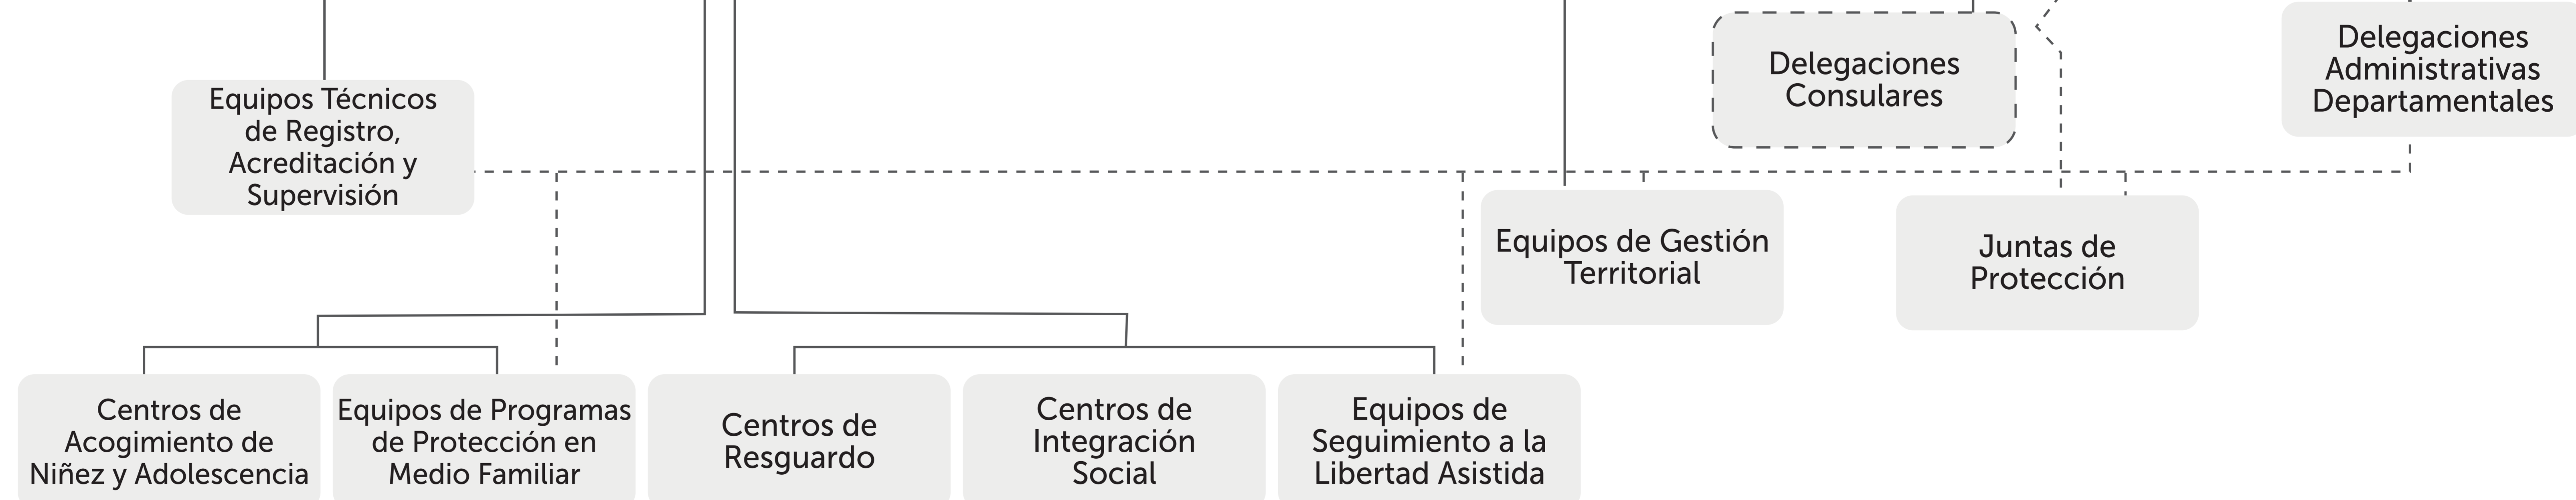 Delegaciones
Consulares
Delegaciones
Administrativas
Departamentales
Equipos Técnicos
de Registro,
Acreditación y
Supervisión
Equipos de Gestión
Territorial
Juntas de
Protección
Centros de
Acogimiento de
Niñez y Adolescencia
Equipos de Programas
de Protección en
Medio Familiar
Centros de
Resguardo
Centros de
Integración
Social
Equipos de
Seguimiento a la
Libertad Asistida